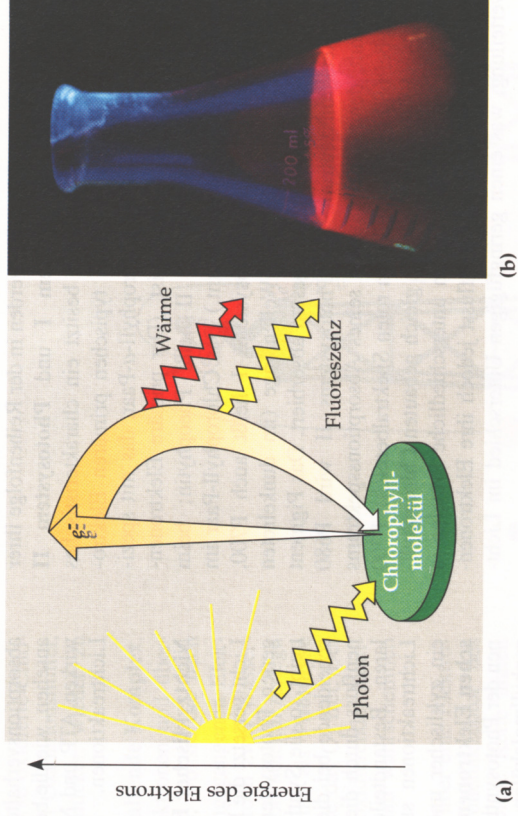 Energie des Elektrons
Photon
Chlorophyll-
molekül
Wärme
Fluoreszenz
(a)
200 ml
(b)